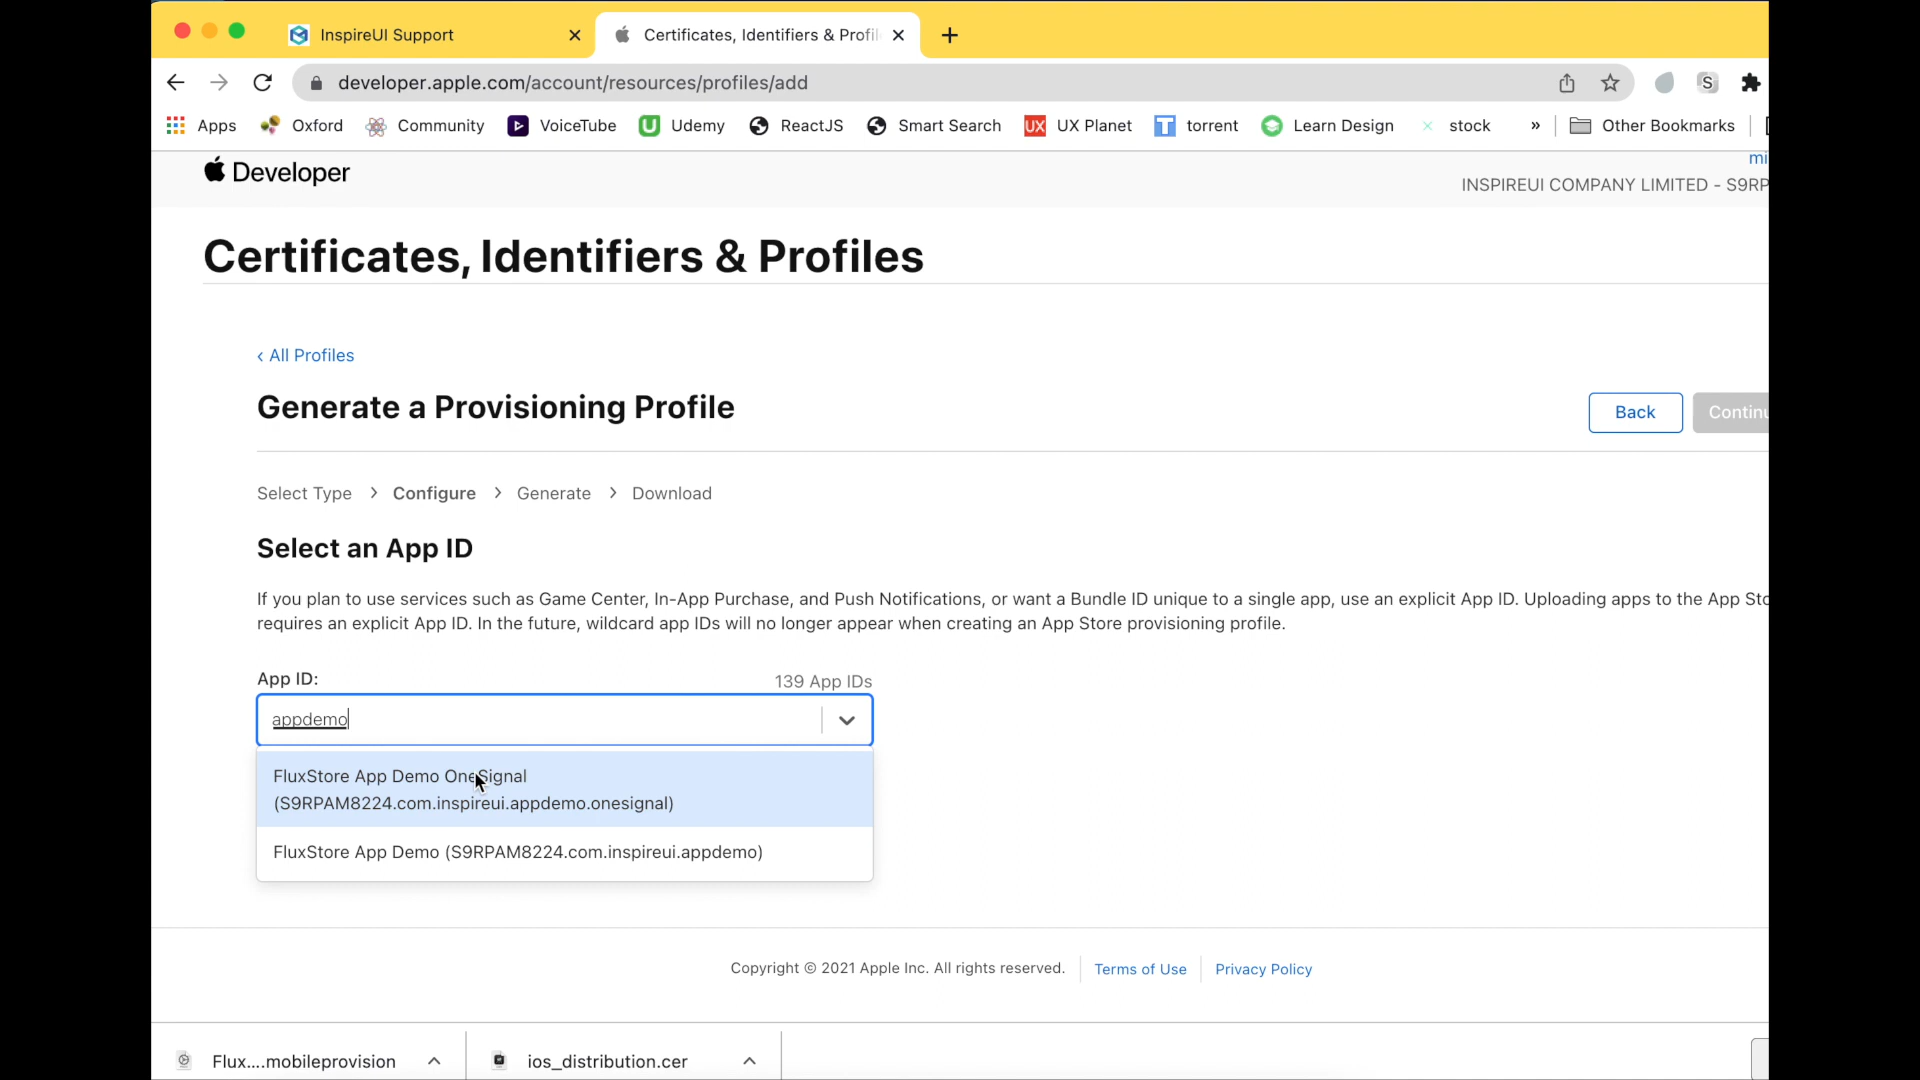 InspireUI Support
Certificates, Identifiers & Profil
developer.apple.com/account/resources/profiles/add
S
Apps
Oxford
Community
VoiceTube
Udemy
ReactJS
Smart Search
UX Planet
torrent
Learn Design
stock
»
Other Bookmarks
Developer
mi
INSPIREUI COMPANY LIMITED - S9RP
Certificates, Identifiers & Profiles
‹ All Profiles
Generate a Provisioning Profile
Back
Continu
Select Type > Configure > Generate > Download
Select an App ID
If you plan to use services such as Game Center, In-App Purchase, and Push Notifications, or want a Bundle ID unique to a single app, use an explicit App ID. Uploading apps to the App Sto
requires an explicit App ID. In the future, wildcard app IDs will no longer appear when creating an App Store provisioning profile.
App ID:
139 App IDs
appdemo
FluxStore App Demo OneSignal
(S9RPAM8224.com.inspireui.appdemo.onesignal)
FluxStore App Demo (S9RPAM8224.com.inspireui.appdemo)
Copyright © 2021 Apple Inc. All rights reserved.
Terms of Use
Privacy Policy
Flux....mobileprovision
ios_distribution.cer